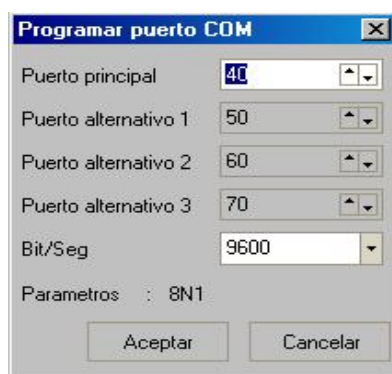 Programar puerto COM
Puerto principal 40
Puerto alternativo 1 50
Puerto alternativo 2 60
Puerto alternativo 3 70
Bit/Seg 9600
Parametros : 8N1
Aceptar Cancelar